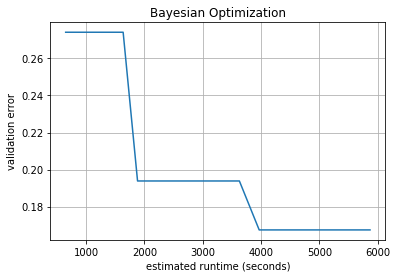 Bayesian Optimization
0.26
0.24
0.22
0.20
0.18
validation error
1000 2000 3000 4000 5000 6000
estimated runtime (seconds)